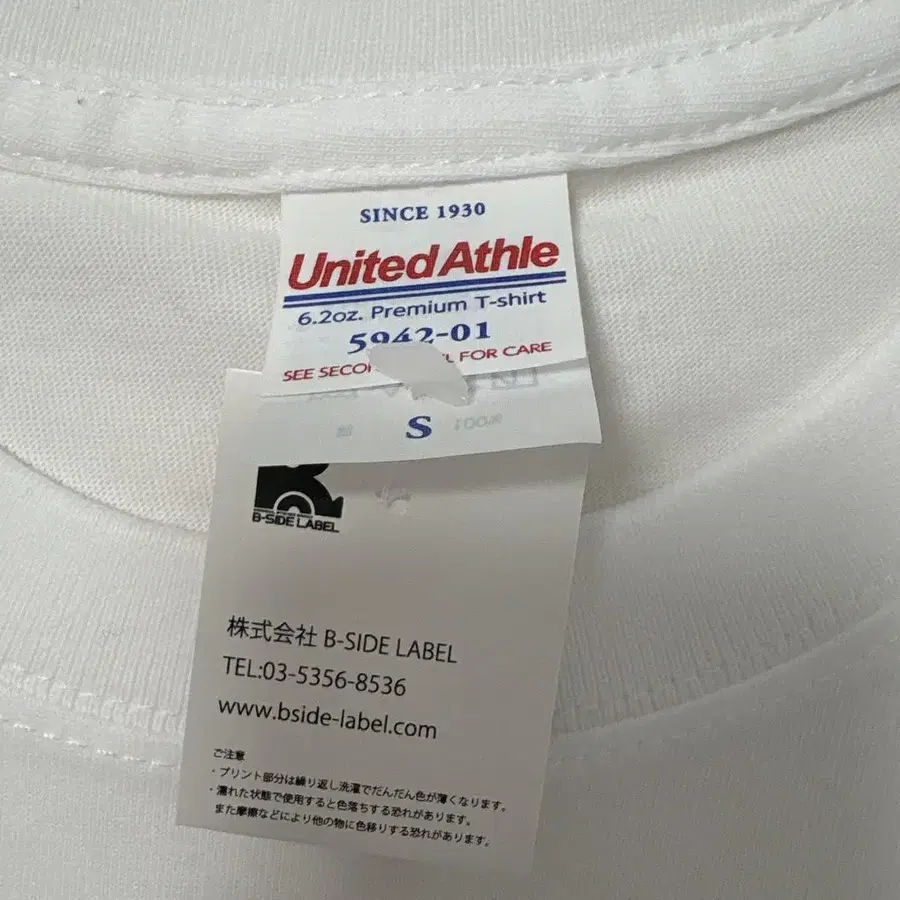 SINCE 1930
United Athle
6.2oz. Premium T-shirt
5942-01
SEE FOR CARE
S
100%
B-SIDE LABEL
株式会社 B-SIDE LABEL
TEL:03-5356-8536
www.bside-label.com
ご注意
・プリント部分は繰り返し洗濯でだんだん色が薄くなります。
・濡れた状態で使用すると色落ちする恐れがあります。
また摩擦などにより他の物に色移りする恐れがあります。